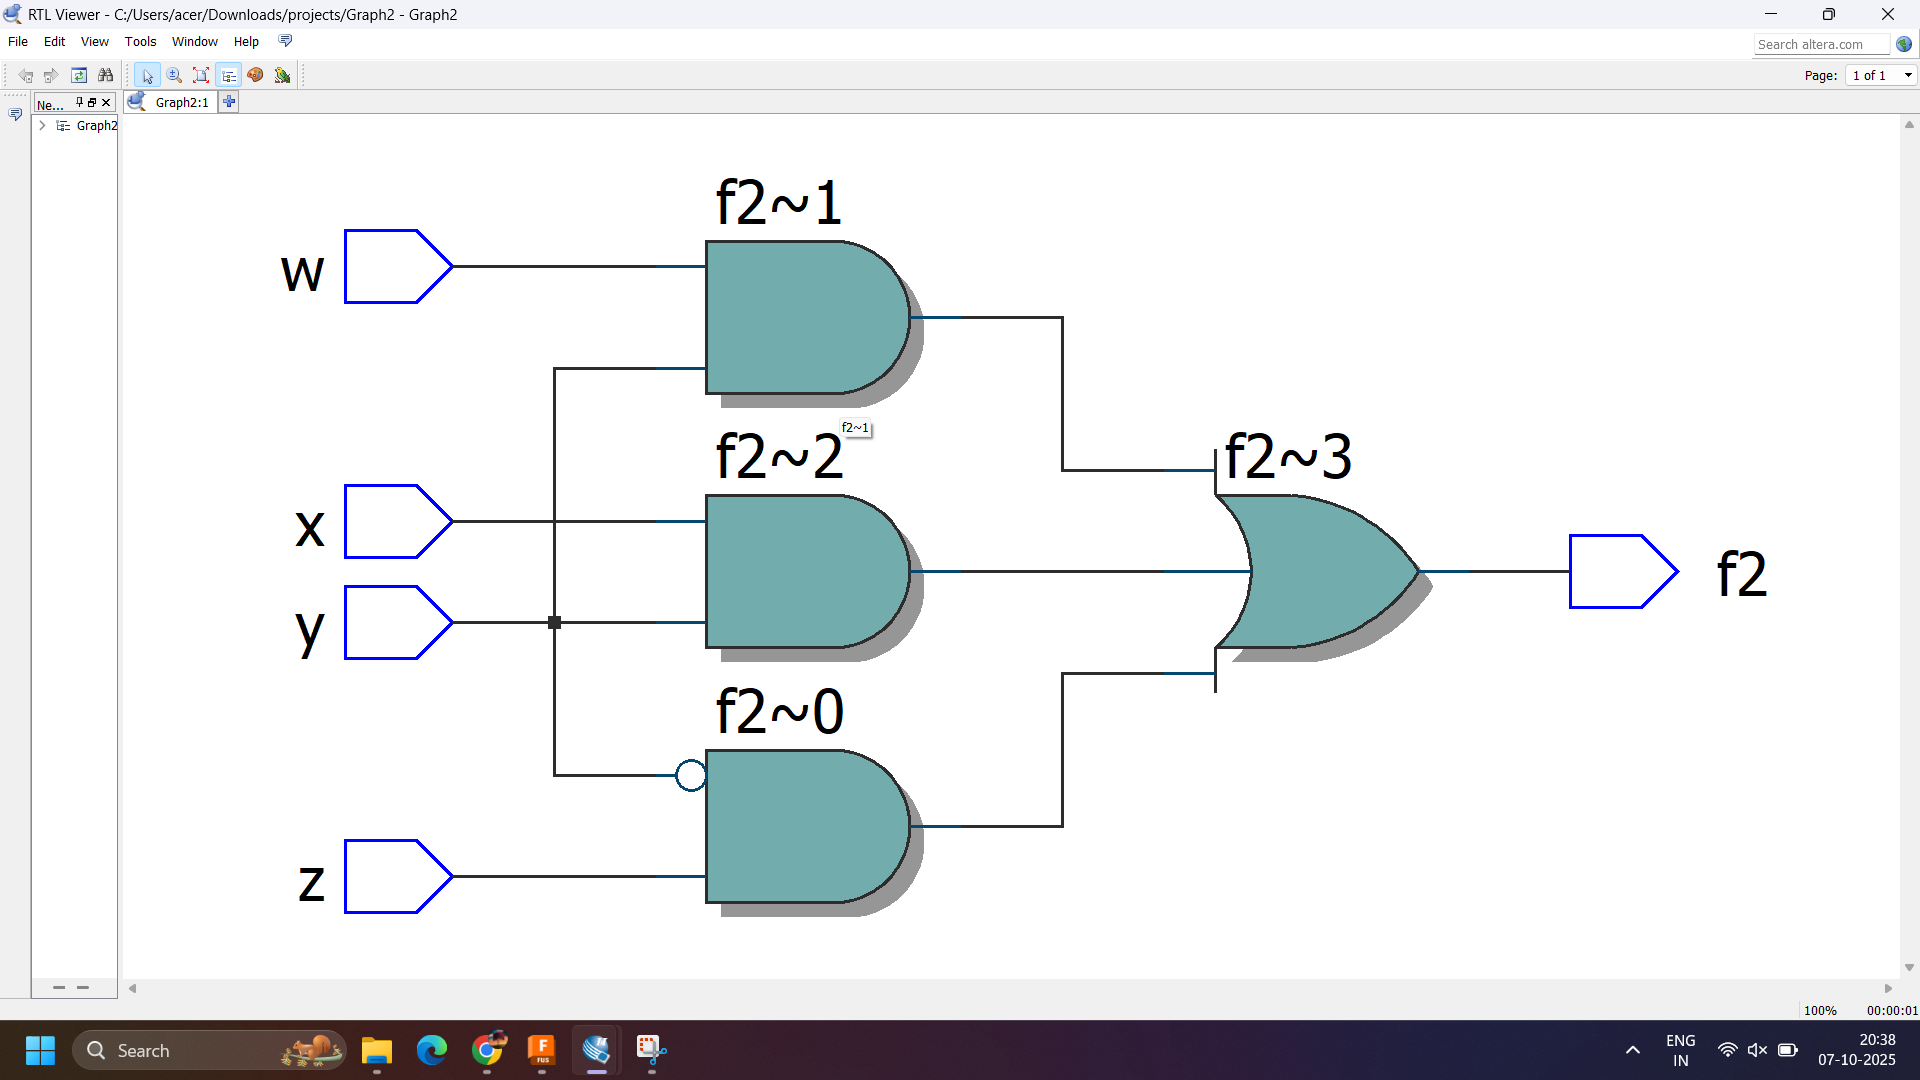 RTL Viewer - C:/Users/acer/Downloads/projects/Graph2 - Graph2
File Edit View Tools Window Help
Search altera.com
Page: 1 of 1
Ne...
Graph2:1
Graph2
f2~1
w
f2~1
f2~2
f2~3
x
y
f2
f2~0
z
100% 00:00:01
Search
F
FUS
ENG
IN
20:38
07-10-2025